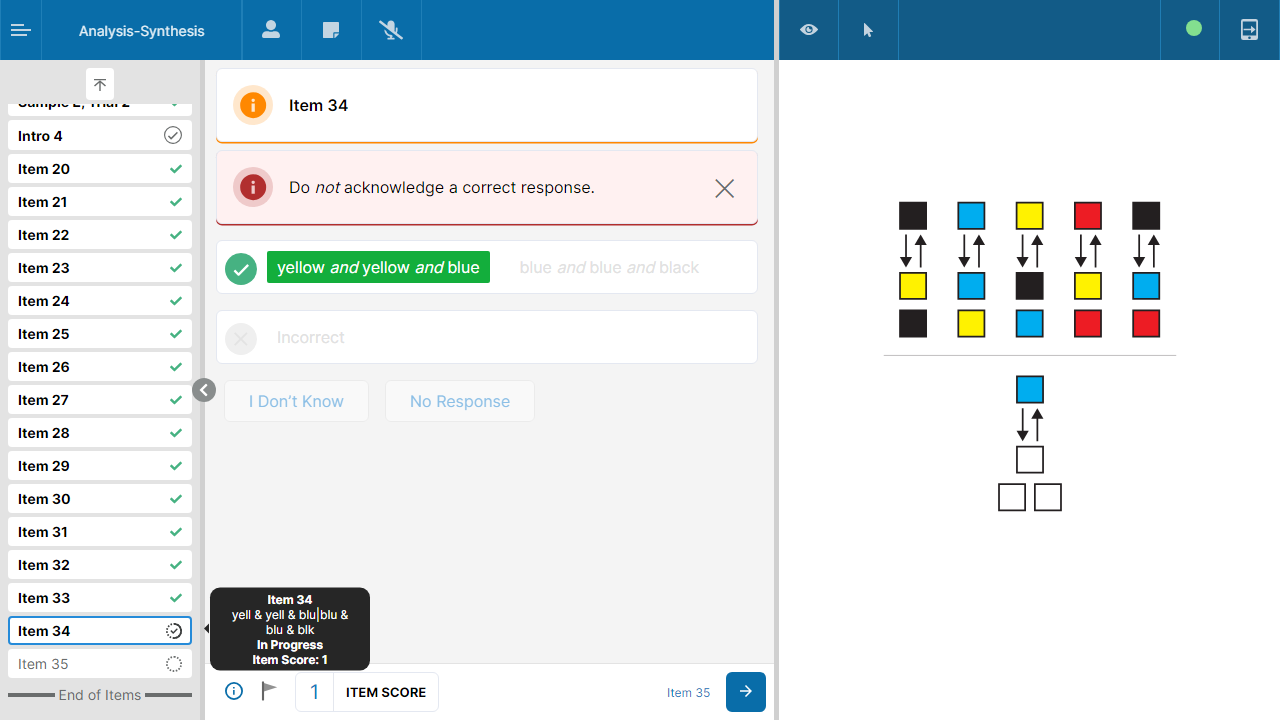 Analysis-Synthesis
Sample 2, Trial 2
Intro 4
Item 20
Item 21
Item 22
Item 23
Item 24
Item 25
Item 26
Item 27
Item 28
Item 29
Item 30
Item 31
Item 32
Item 33
Item 34
Item 35
End of Items
Item 34
Do not acknowledge a correct response.
yellow and yellow and blue
blue and blue and black
Incorrect
I Don’t Know
No Response
Item 34
yell & yell & blu|blu &
blu & blk
In Progress
Item Score: 1
1
ITEM SCORE
Item 35